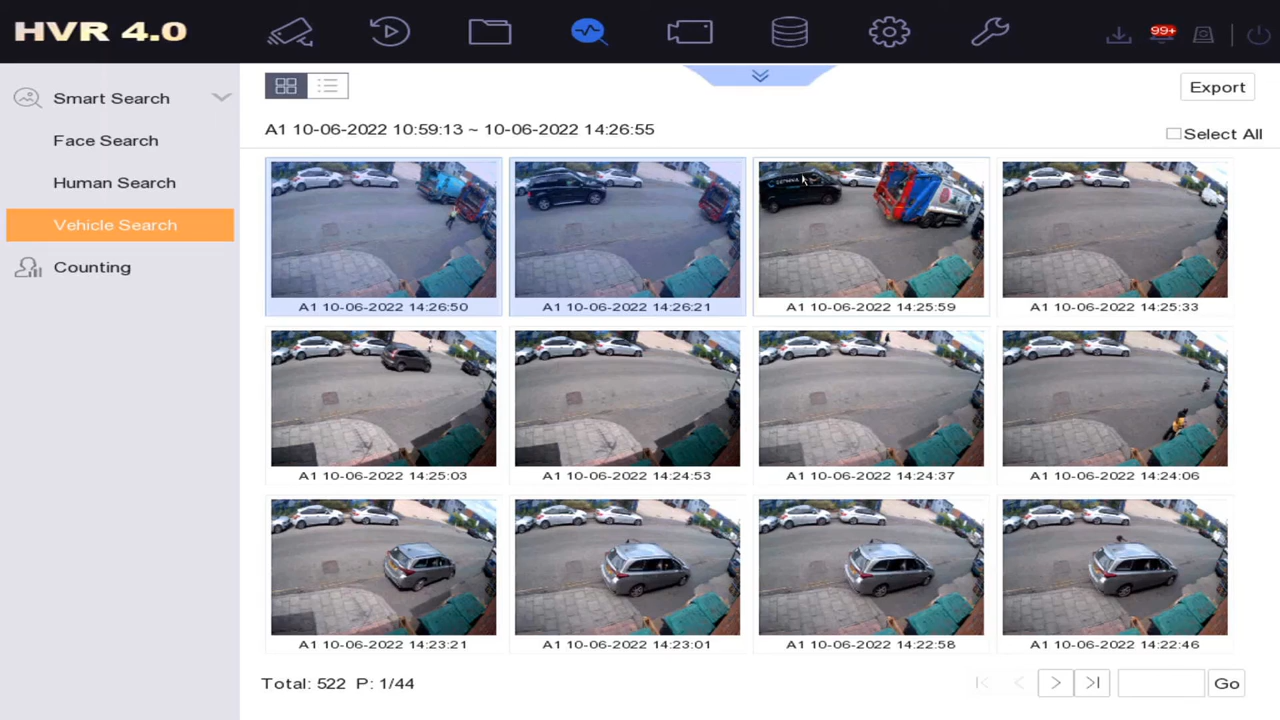 HVR 4.0
99+
Smart Search
Face Search
Human Search
Vehicle Search
Counting
Export
A1 10-06-2022 10:59:13 ~ 10-06-2022 14:26:55
Select All
A1 10-06-2022 14:26:50
A1 10-06-2022 14:26:21
A1 10-06-2022 14:25:59
A1 10-06-2022 14:25:33
A1 10-06-2022 14:25:03
A1 10-06-2022 14:24:53
A1 10-06-2022 14:24:37
A1 10-06-2022 14:24:06
A1 10-06-2022 14:23:21
A1 10-06-2022 14:23:01
A1 10-06-2022 14:22:58
A1 10-06-2022 14:22:46
Total: 522 P: 1/44
Go